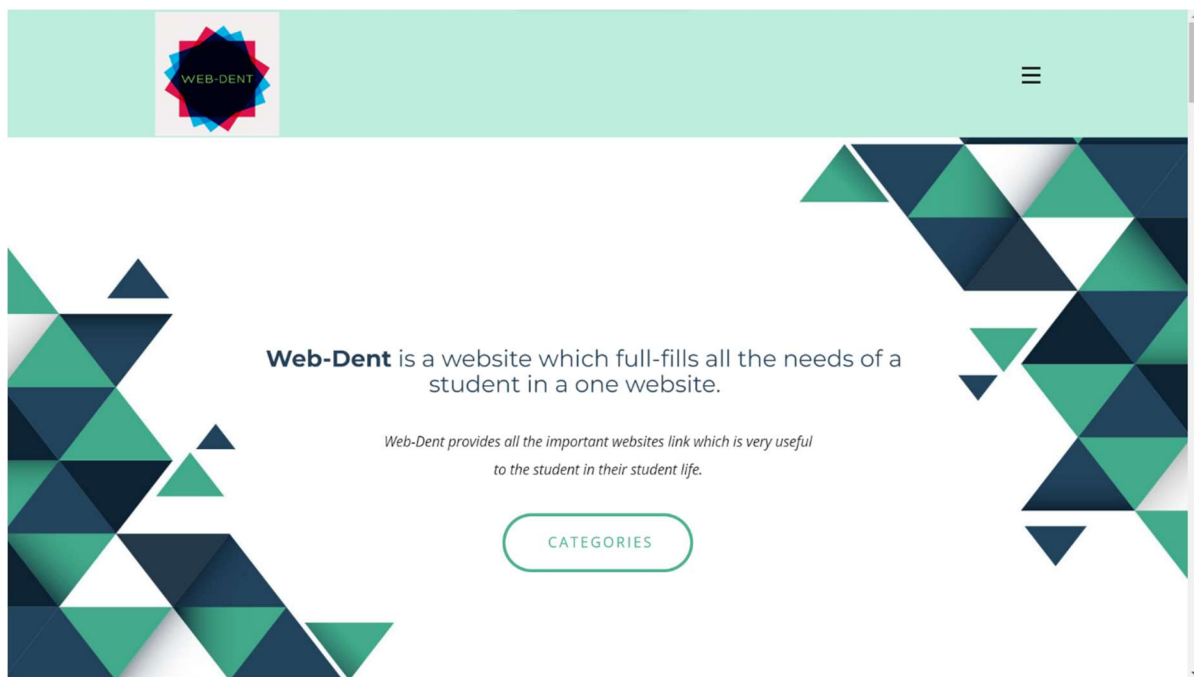 WEB-DENT
Web-Dent is a website which full-fills all the needs of a
student in a one website.
Web-Dent provides all the important websites link which is very useful
to the student in their student life.
CATEGORIES